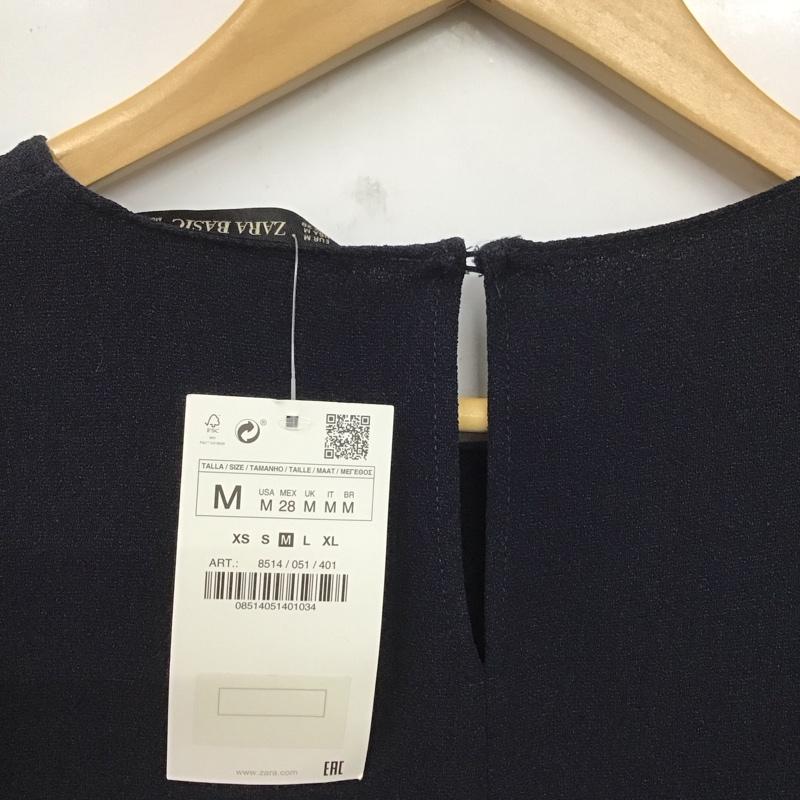 ZARA BASIC
EUR M
FSC
®
TALLA / SIZE / TAMANHO / TAILLE / MAAT / ΜΕΓΕΘΟΣ
M
USA MEX UK IT BR
M 28 M M M
XS S M L XL
ART.: 8514 / 051 / 401
08514051401034
www.zara.com
EAC